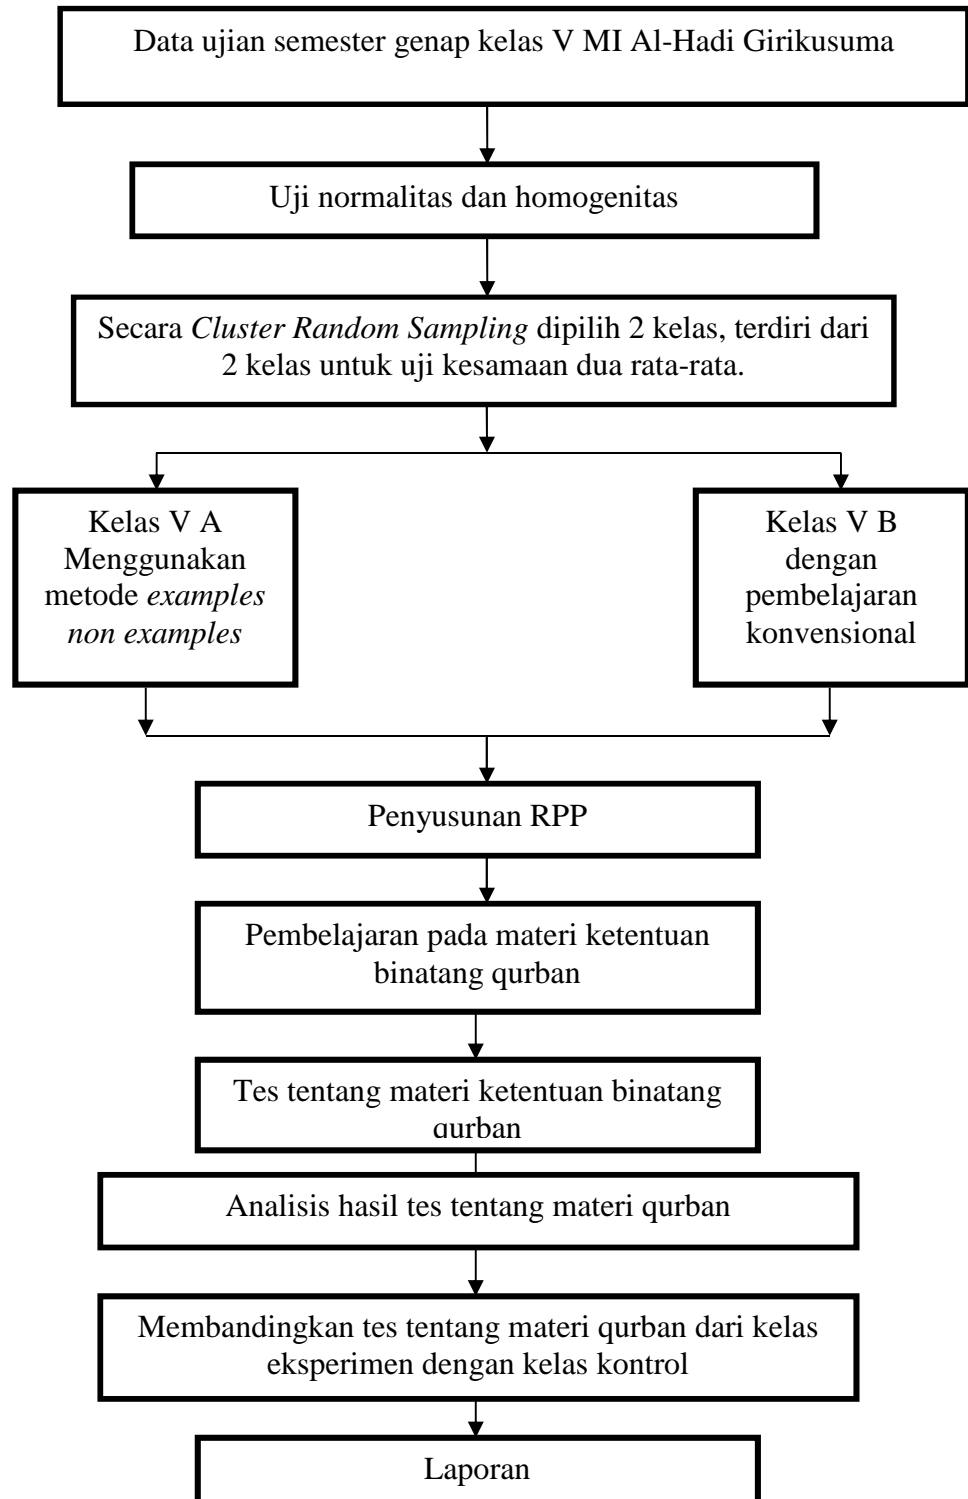 Data ujian semester genap kelas V MI Al-Hadi Girikusuma
Uji normalitas dan homogenitas
Secara Cluster Random Sampling dipilih 2 kelas, terdiri dari
2 kelas untuk uji kesamaan dua rata-rata.
Kelas V A
Menggunakan
metode examples
non examples
Kelas V B
dengan
pembelajaran
konvensional
Penyusunan RPP
Pembelajaran pada materi ketentuan
binatang qurban
Tes tentang materi ketentuan binatang
qurban
Analisis hasil tes tentang materi qurban
Membandingkan tes tentang materi qurban dari kelas
eksperimen dengan kelas kontrol
Laporan